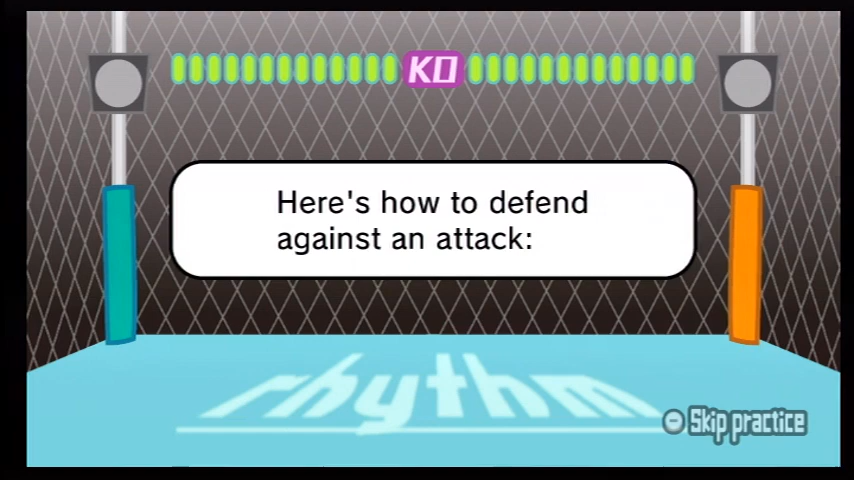 KO
Here's how to defend
against an attack:
rhythm
⊖ Skip practice